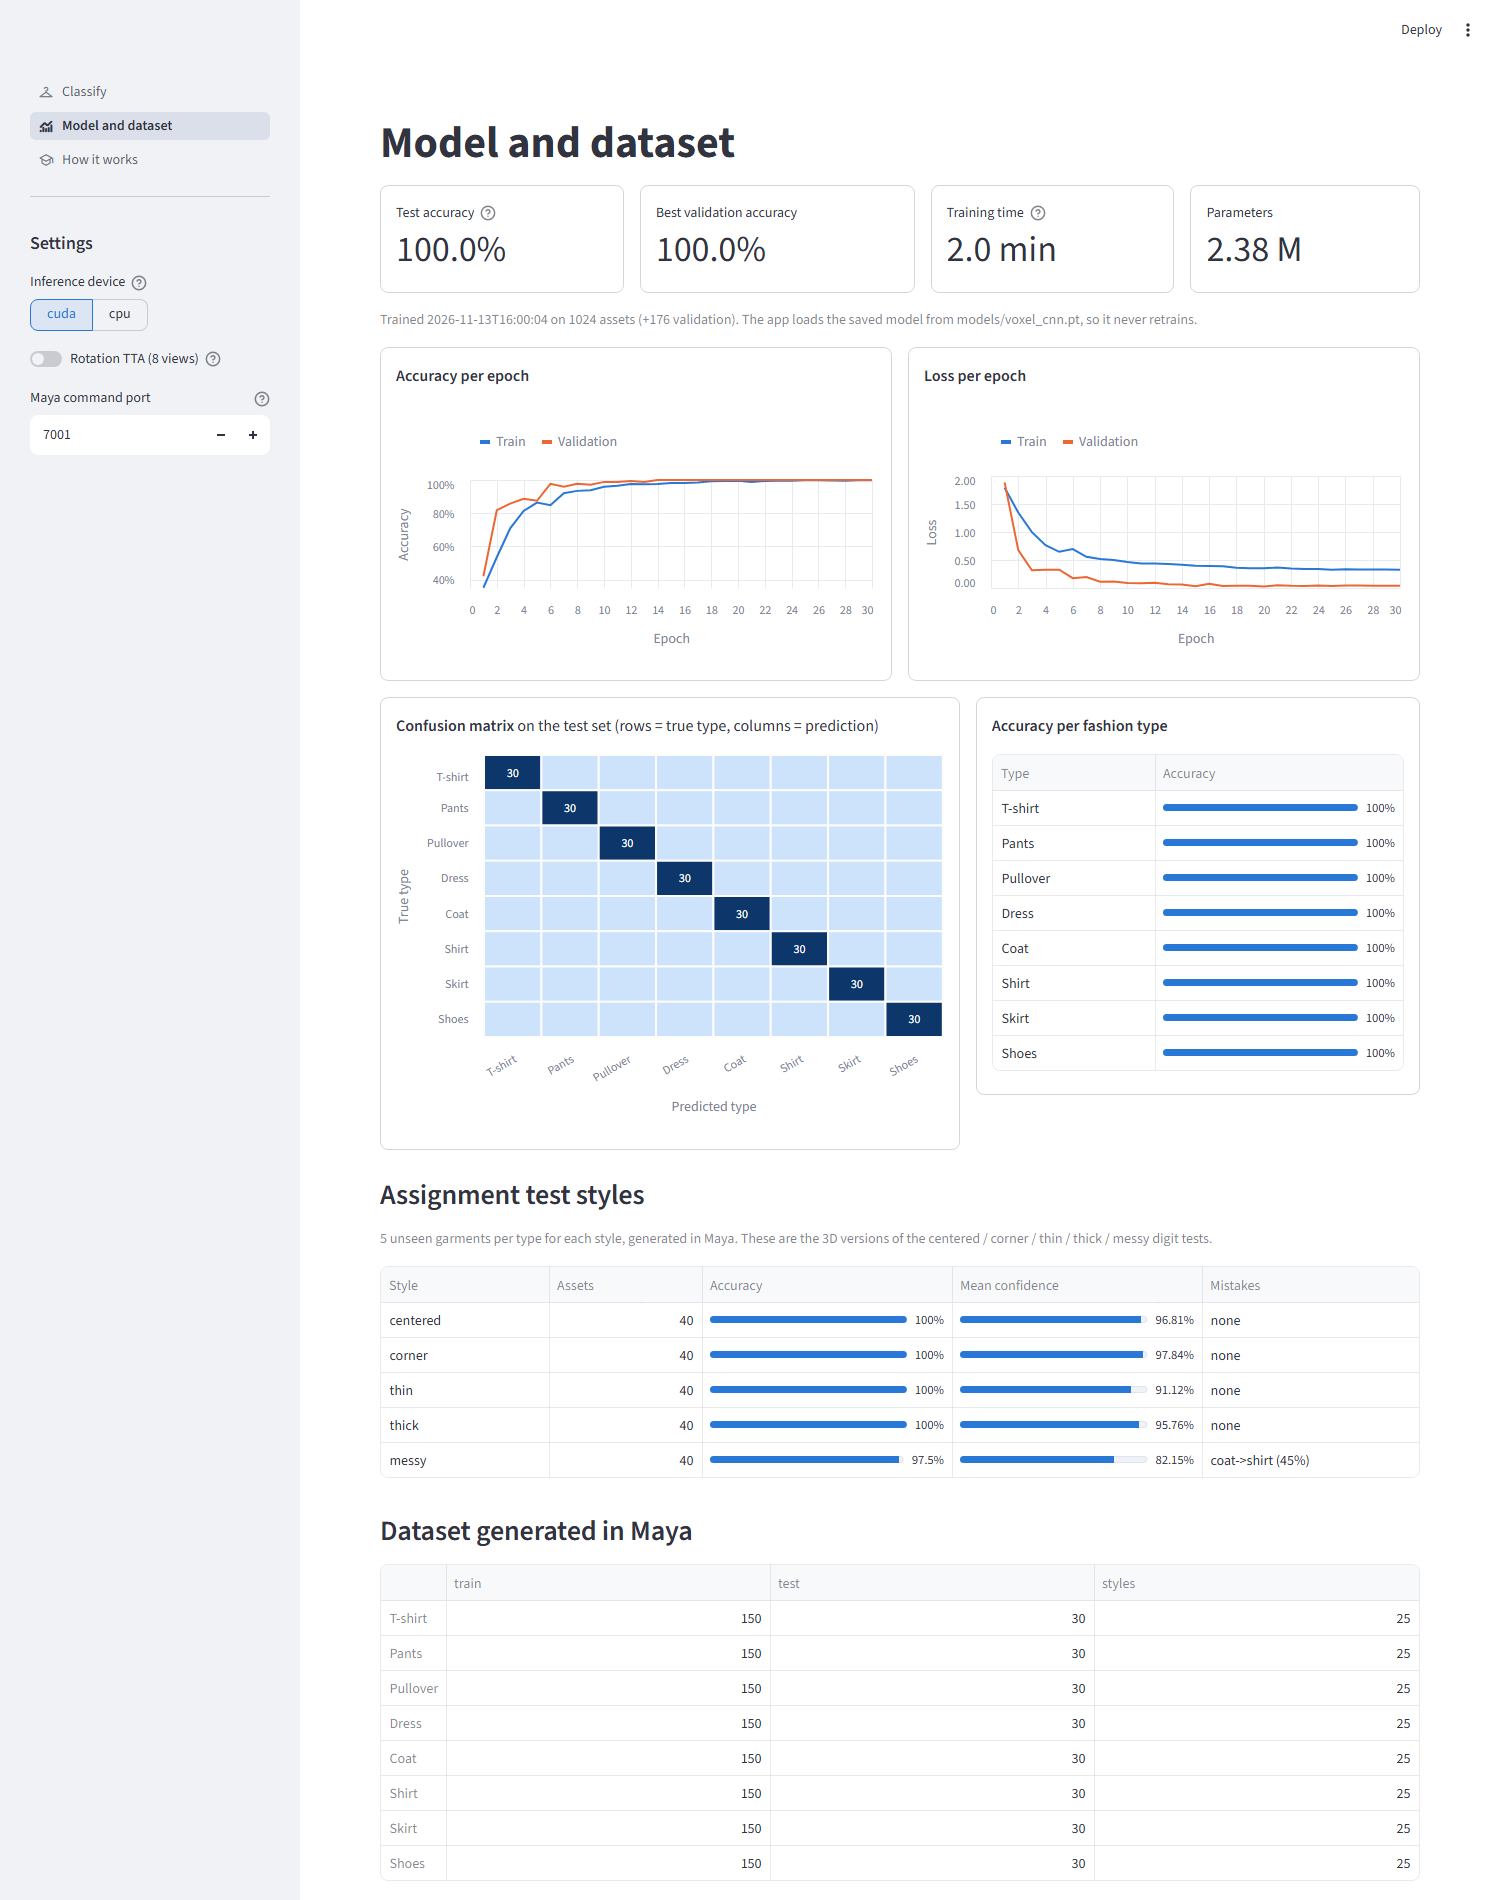 Deploy
Classify
Model and dataset
How it works
Settings
Inference device
cuda cpu
Rotation TTA (8 views)
Maya command port
7001 − +
Model and dataset
Test accuracy
100.0%
Best validation accuracy
100.0%
Training time
2.0 min
Parameters
2.38 M
Trained 2026-11-13T16:00:04 on 1024 assets (+176 validation). The app loads the saved model from models/voxel_cnn.pt, so it never retrains.
Accuracy per epoch
Train Validation
100%
80%
60%
40%
Accuracy
0 2 4 6 8 10 12 14 16 18 20 22 24 26 28 30
Epoch
Loss per epoch
Train Validation
2.00
1.50
1.00
0.50
0.00
Loss
0 2 4 6 8 10 12 14 16 18 20 22 24 26 28 30
Epoch
Confusion matrix on the test set (rows = true type, columns = prediction)
True type
T-shirt 30
Pants 30
Pullover 30
Dress 30
Coat 30
Shirt 30
Skirt 30
Shoes 30
T-shirt Pants Pullover Dress Coat Shirt Skirt Shoes
Predicted type
Accuracy per fashion type
Type Accuracy
T-shirt 100%
Pants 100%
Pullover 100%
Dress 100%
Coat 100%
Shirt 100%
Skirt 100%
Shoes 100%
Assignment test styles
5 unseen garments per type for each style, generated in Maya. These are the 3D versions of the centered / corner / thin / thick / messy digit tests.
Style Assets Accuracy Mean confidence Mistakes
centered 40 100% 96.81% none
corner 40 100% 97.84% none
thin 40 100% 91.12% none
thick 40 100% 95.76% none
messy 40 97.5% 82.15% coat->shirt (45%)
Dataset generated in Maya
train test styles
T-shirt 150 30 25
Pants 150 30 25
Pullover 150 30 25
Dress 150 30 25
Coat 150 30 25
Shirt 150 30 25
Skirt 150 30 25
Shoes 150 30 25